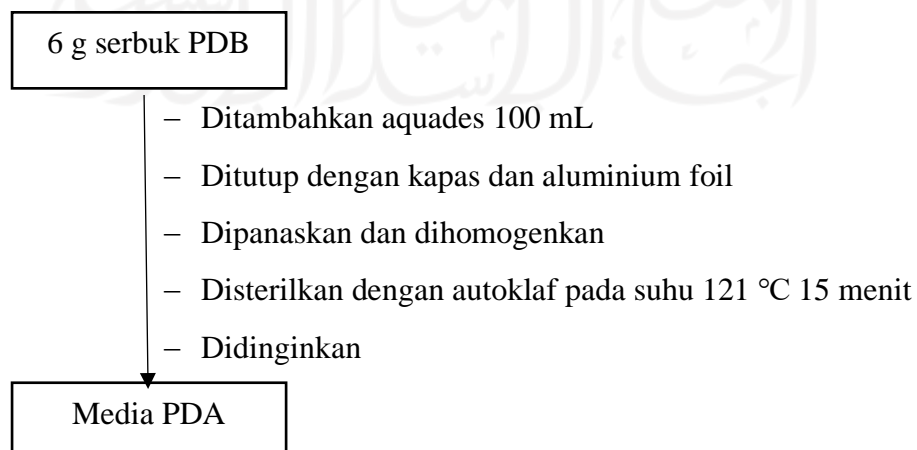 6 g serbuk PDB
– Ditambahkan aquades 100 mL
– Ditutup dengan kapas dan aluminium foil
– Dipanaskan dan dihomogenkan
– Disterilkan dengan autoklaf pada suhu 121 °C 15 menit
– Didinginkan
Media PDA